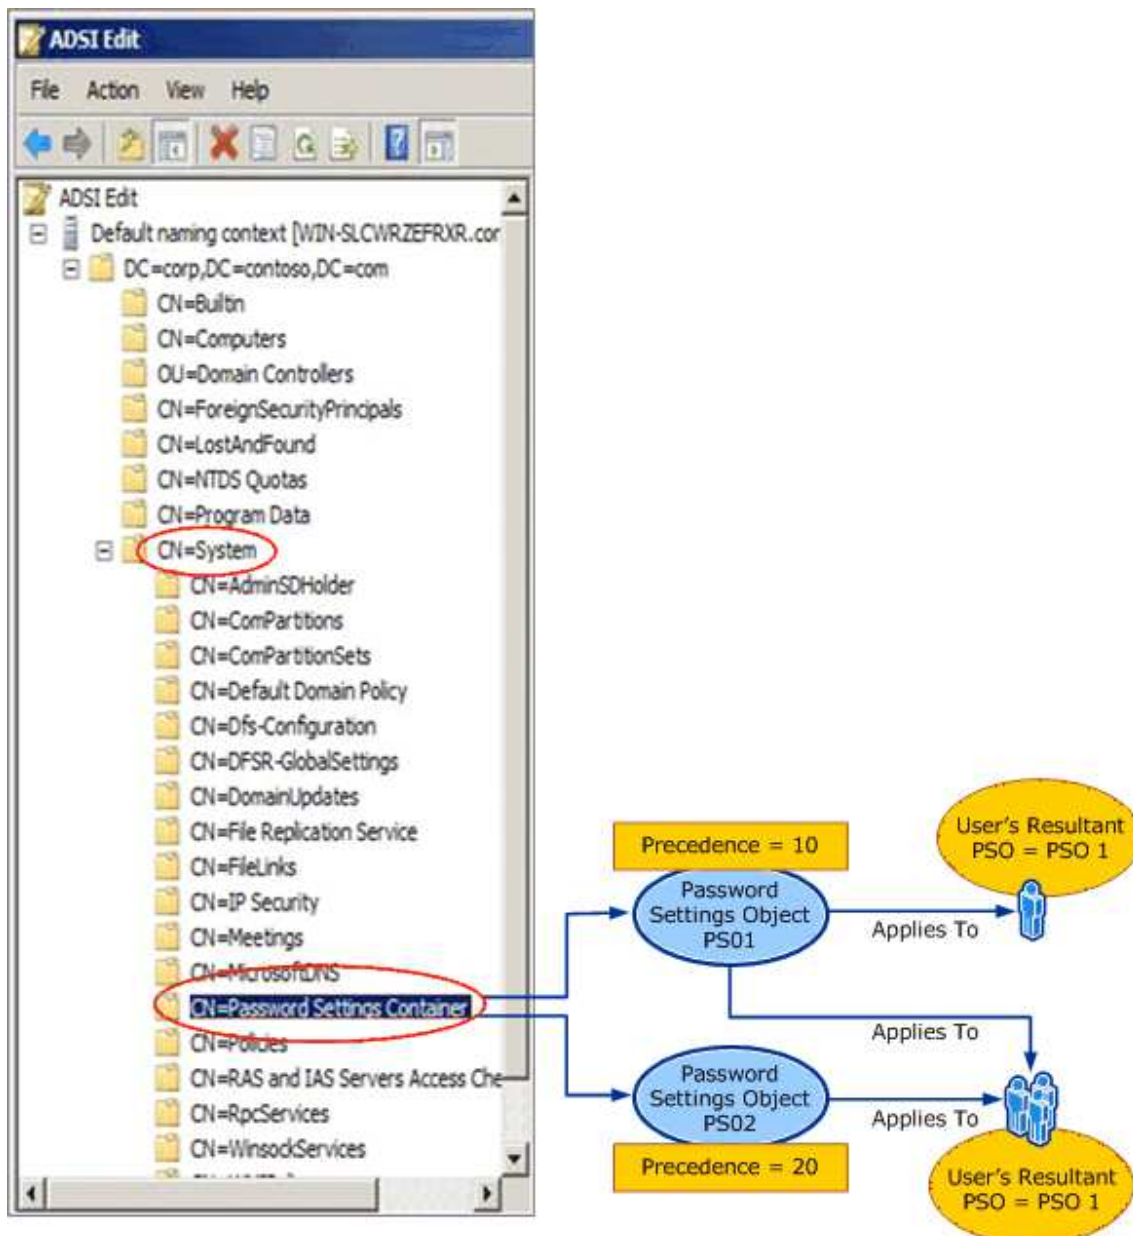 ADSI Edit
File Action View Help
ADSI Edit
Default naming context [WIN-SLCWRZEFRXR.cor
DC=corp,DC=contoso,DC=com
CN=Builtin
CN=Computers
OU=Domain Controllers
CN=ForeignSecurityPrincipals
CN=LostAndFound
CN=NTDS Quotas
CN=Program Data
CN=System
CN=AdminSDHolder
CN=ComPartitions
CN=ComPartitionSets
CN=Default Domain Policy
CN=Dfs-Configuration
CN=DFSR-GlobalSettings
CN=DomainUpdates
CN=File Replication Service
CN=FileLinks
CN=IP Security
CN=Meetings
CN=MicrosoftDNS
CN=Password Settings Container
CN=Policies
CN=RAS and IAS Servers Access Che
CN=RpcServices
CN=WinsockServices
Precedence = 10
Password
Settings Object
PS01
Applies To
User's Resultant
PSO = PSO 1
Applies To
Password
Settings Object
PS02
Applies To
Precedence = 20
User's Resultant
PSO = PSO 1